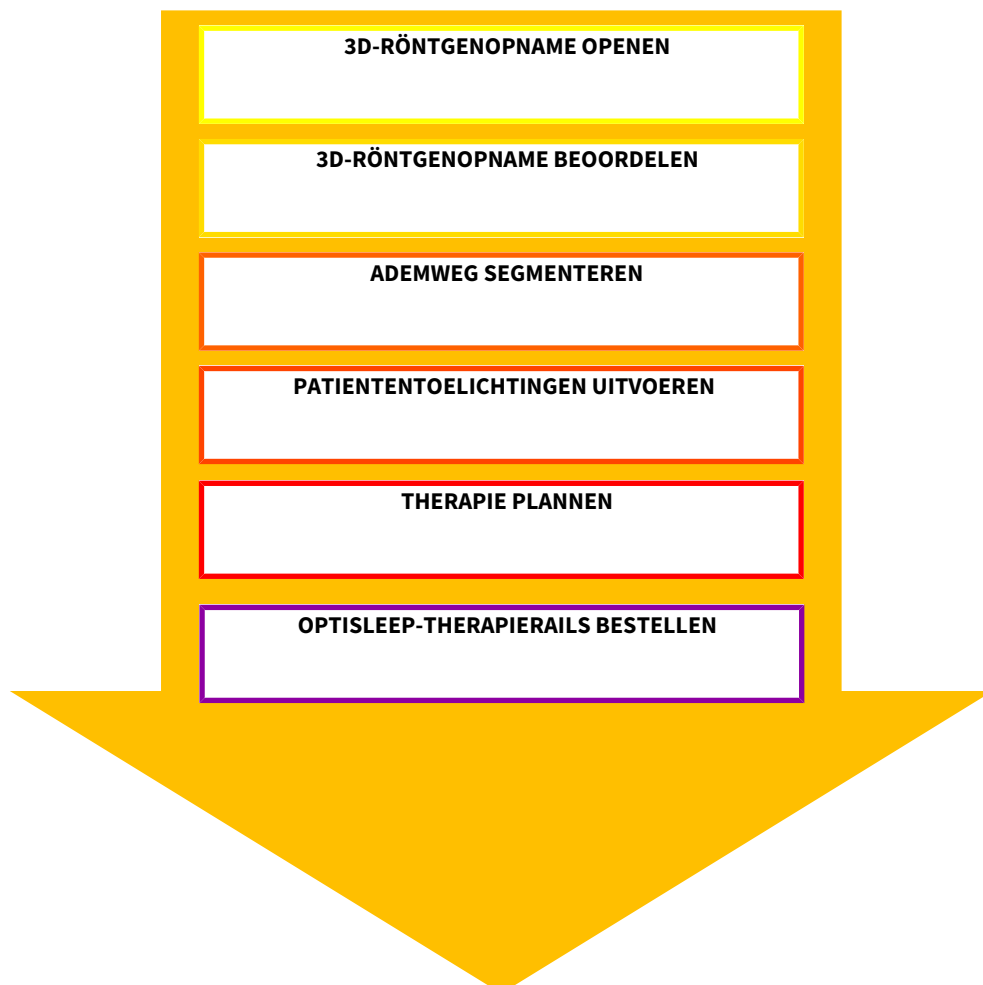 3D-RÖNTGENOPNAME OPENEN
3D-RÖNTGENOPNAME BEOORDELEN
ADEMWEG SEGMENTEREN
PATIENTENTOELICHTINGEN UITVOEREN
THERAPIE PLANNEN
OPTISLEEP-THERAPIERAILS BESTELLEN